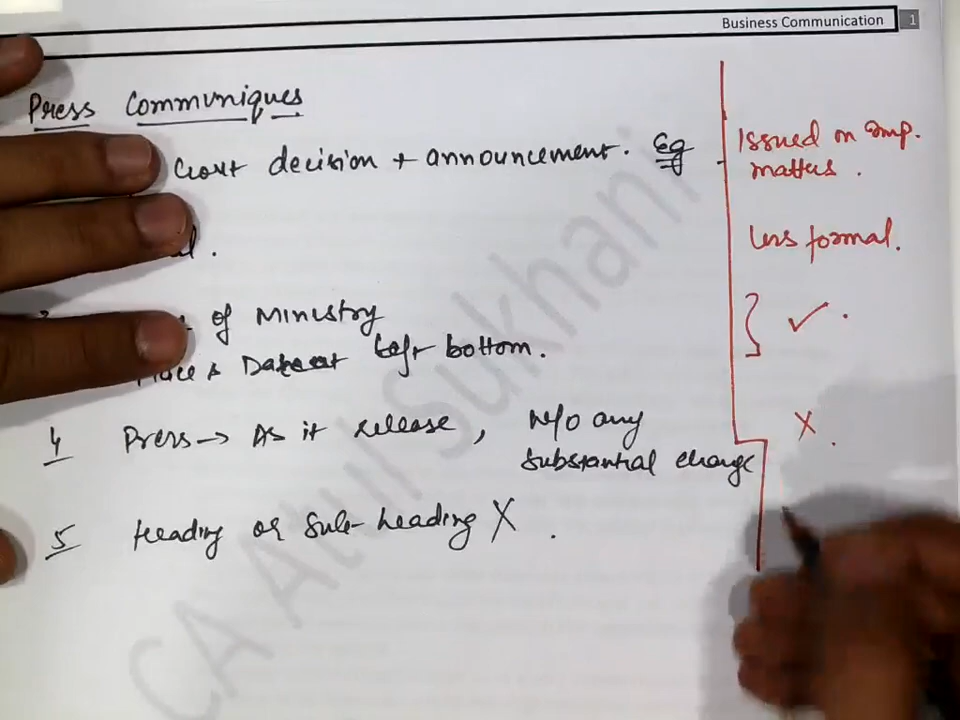 Business Communication 1
Press Communiques
Govt decision + announcement. Eg
Issued on imp.
matters.
Less formal.
of Ministry
Place & Date at left bottom.
✓.
4 Press → As it release, w/o any
substantial change
X.
5 Heading or Sub-heading X.
CA Atul Sukhani